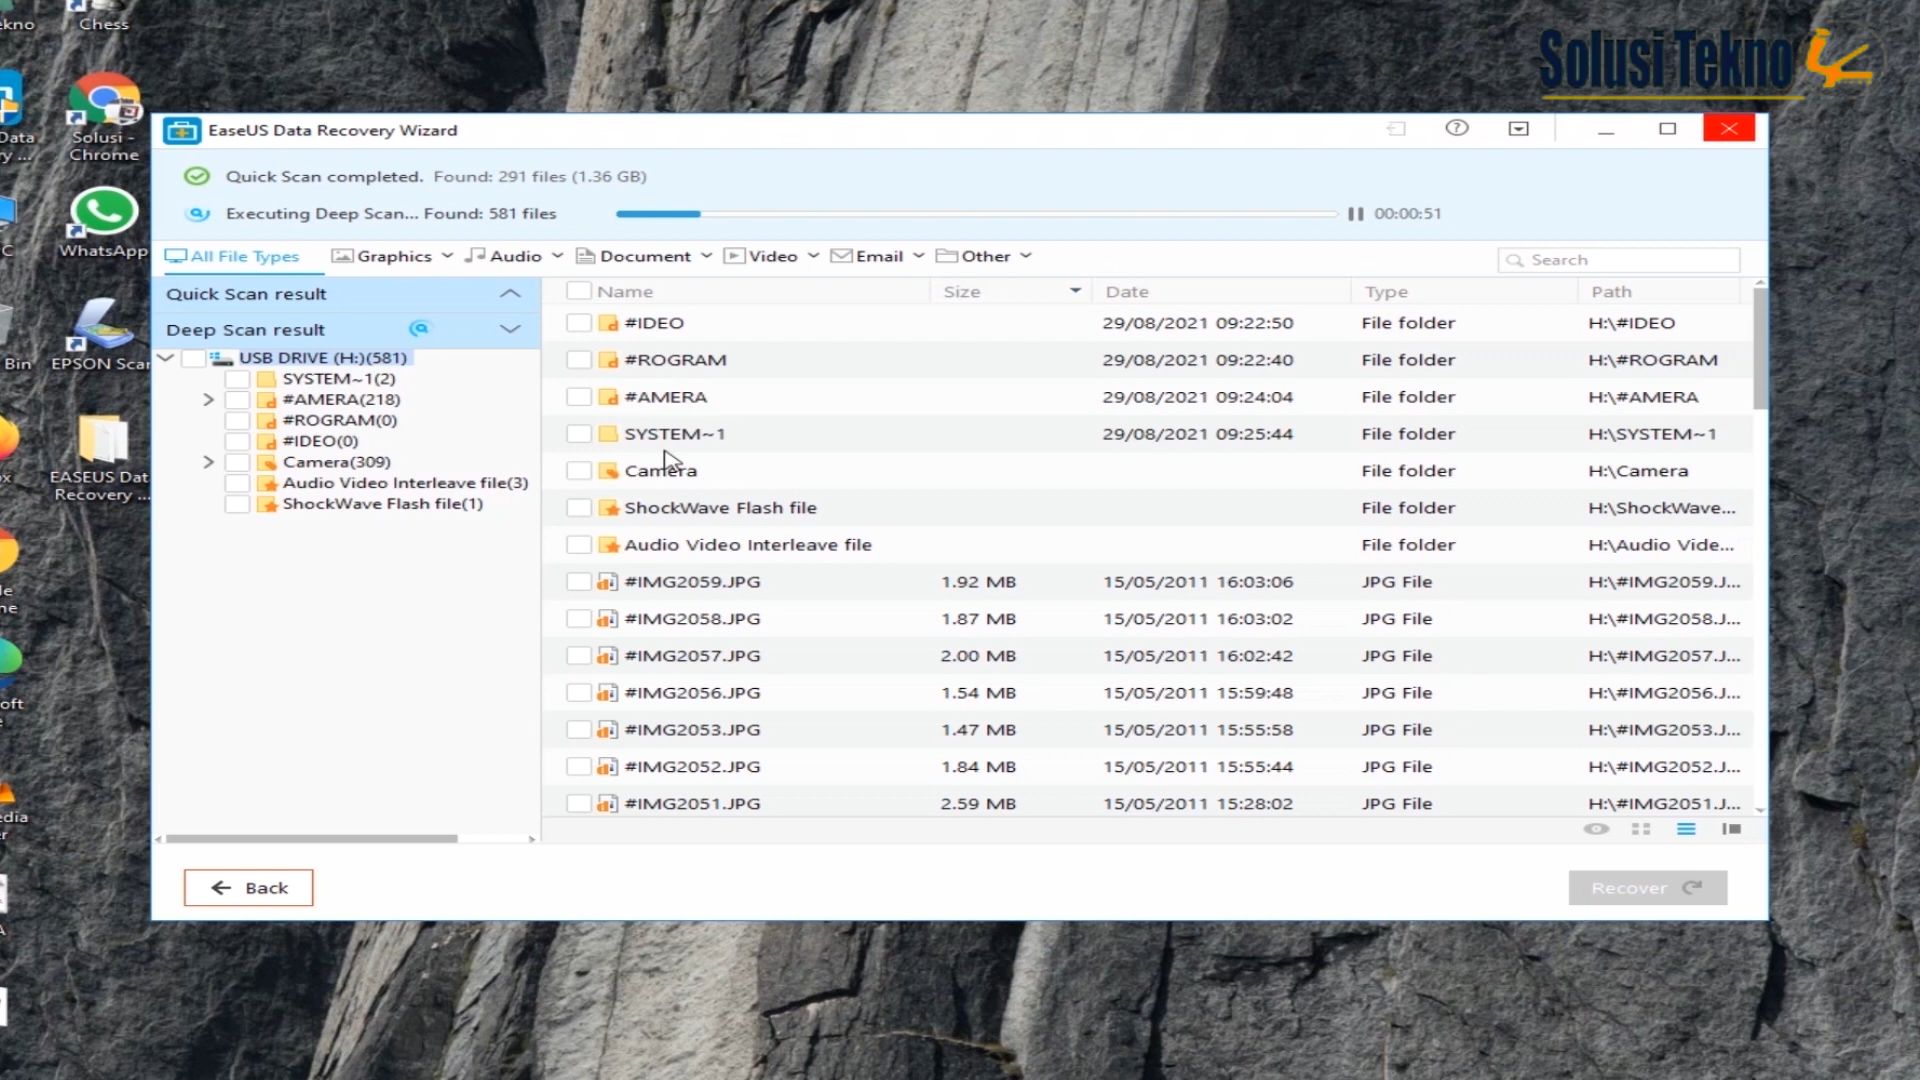 ekno
Chess
Solusi Tekno
Data
ry ...
Solusi -
Chrome
C
WhatsApp
Bin
EPSON Scar
x
EASEUS Dat
Recovery ...
le
me
soft
e
edia
er
A
EaseUS Data Recovery Wizard
Quick Scan completed. Found: 291 files (1.36 GB)
Executing Deep Scan... Found: 581 files 00:00:51
All File Types Graphics Audio Document Video Email Other Search
Quick Scan result
Deep Scan result
USB DRIVE (H:)(581)
SYSTEM~1(2)
#AMERA(218)
#ROGRAM(0)
#IDEO(0)
Camera(309)
Audio Video Interleave file(3)
ShockWave Flash file(1)
Name Size Date Type Path
#IDEO 29/08/2021 09:22:50 File folder H:\#IDEO
#ROGRAM 29/08/2021 09:22:40 File folder H:\#ROGRAM
#AMERA 29/08/2021 09:24:04 File folder H:\#AMERA
SYSTEM~1 29/08/2021 09:25:44 File folder H:\SYSTEM~1
Camera File folder H:\Camera
ShockWave Flash file File folder H:\ShockWave...
Audio Video Interleave file File folder H:\Audio Vide...
#IMG2059.JPG 1.92 MB 15/05/2011 16:03:06 JPG File H:\#IMG2059.J...
#IMG2058.JPG 1.87 MB 15/05/2011 16:03:02 JPG File H:\#IMG2058.J...
#IMG2057.JPG 2.00 MB 15/05/2011 16:02:42 JPG File H:\#IMG2057.J...
#IMG2056.JPG 1.54 MB 15/05/2011 15:59:48 JPG File H:\#IMG2056.J...
#IMG2053.JPG 1.47 MB 15/05/2011 15:55:58 JPG File H:\#IMG2053.J...
#IMG2052.JPG 1.84 MB 15/05/2011 15:55:44 JPG File H:\#IMG2052.J...
#IMG2051.JPG 2.59 MB 15/05/2011 15:28:02 JPG File H:\#IMG2051.J...
Back
Recover